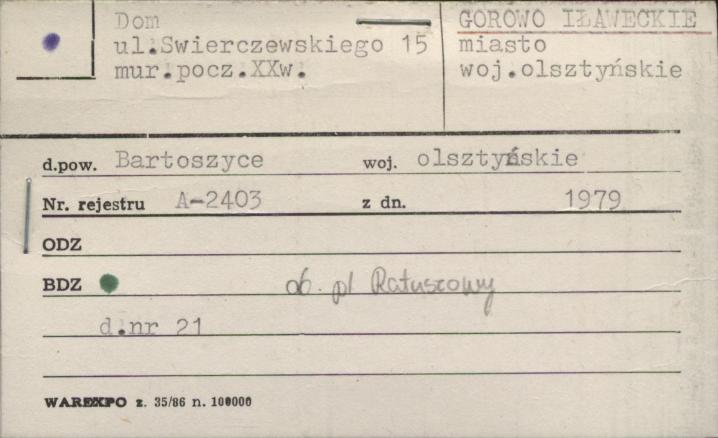 Dom
ul.Swierczewskiego 15
mur.pocz.XXw.
GOROWO IŁAWECKIE
miasto
woj.olsztyńskie
d.pow. Bartoszyce woj. olsztyńskie
Nr. rejestru A-2403 z dn. 1979
ODZ
BDZ ob. pl Ratuszowy
d.nr 21
WAREXPO z. 35/86 n. 100000